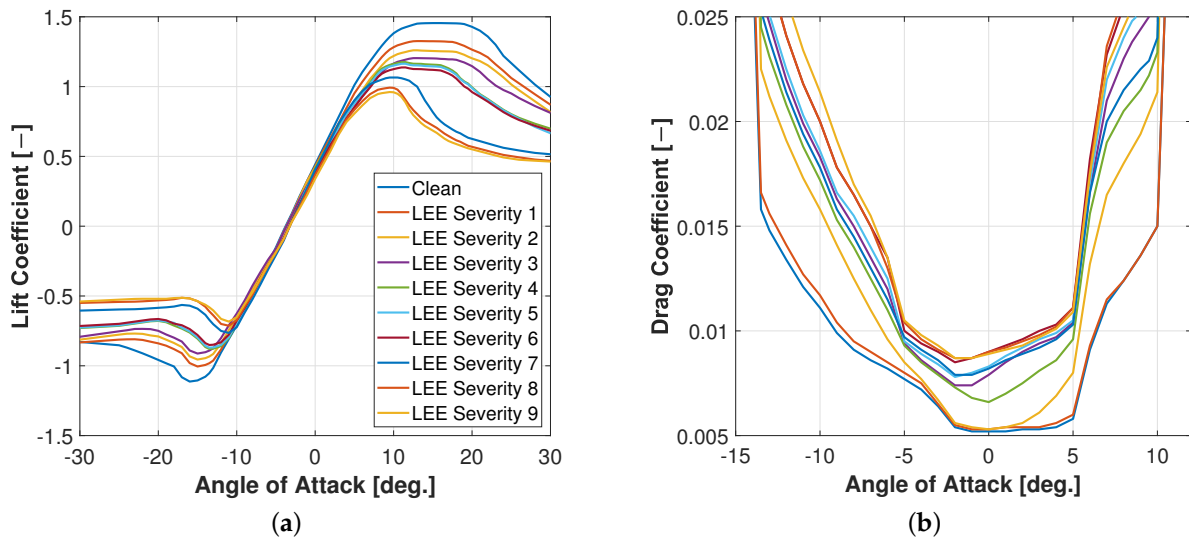 1.5
1
0.5
0
-0.5
-1
-1.5
-30
-20
-10
0
10
20
30
Lift Coefficient [−]
Angle of Attack [deg.]
Clean
LEE Severity 1
LEE Severity 2
LEE Severity 3
LEE Severity 4
LEE Severity 5
LEE Severity 6
LEE Severity 7
LEE Severity 8
LEE Severity 9
(a)
0.025
0.02
0.015
0.01
0.005
-15
-10
-5
0
5
10
Drag Coefficient [−]
Angle of Attack [deg.]
(b)